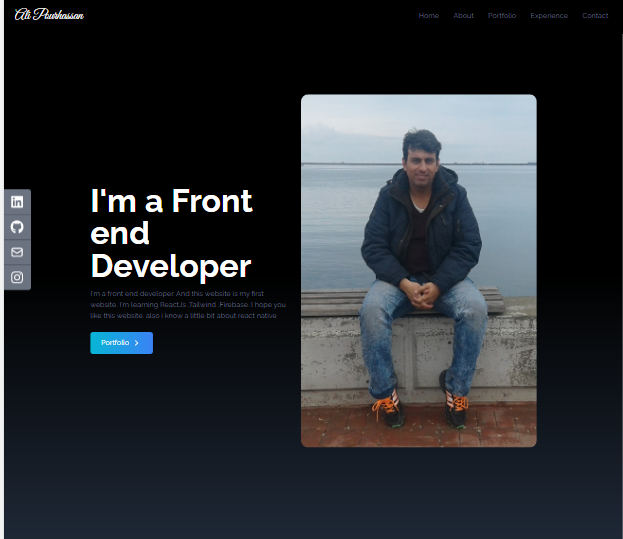 Ali Pourhassan
Home About Portfolio Experience Contact
I'm a Front
end
Developer
I'm a front end developer And this website is my first
website. I'm learning ReactJs ,Tailwind ,Firebase. I hope you
like this website. also i know a little bit about react native
Portfolio